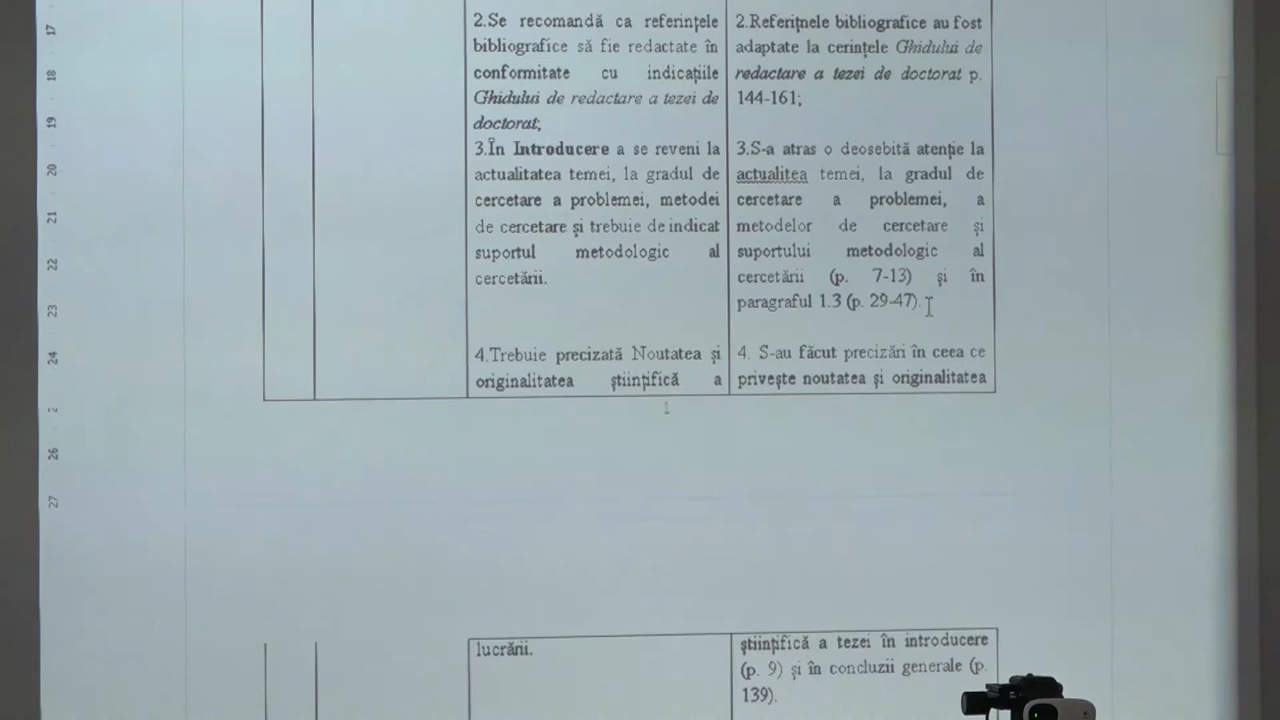 2.Se recomandă ca referințele
bibliografice să fie redactate în
conformitate cu indicațiile
Ghidului de redactare a tezei de
doctorat;
3.În Introducere a se reveni la
actualitatea temei, la gradul de
cercetare a problemei, metodei
de cercetare și trebuie de indicat
suportul metodologic al
cercetării.
4.Trebuie precizată Noutatea și
originalitatea științifică a
2.Referițnele bibliografice au fost
adaptate la cerințele Ghidului de
redactare a tezei de doctorat p.
144-161;
3.S-a atras o deosebită atenție la
actualitea temei, la gradul de
cercetare a problemei, a
metodelor de cercetare și
suportului metodologic al
cercetării (p. 7-13) și în
paragraful 1.3 (p. 29-47).
4. S-au făcut precizări în ceea ce
privește noutatea și originalitatea
1
lucrării.
științifică a tezei în introducere
(p. 9) și în concluzii generale (p.
139).
17
18
19
20
21
22
23
24
2
26
27